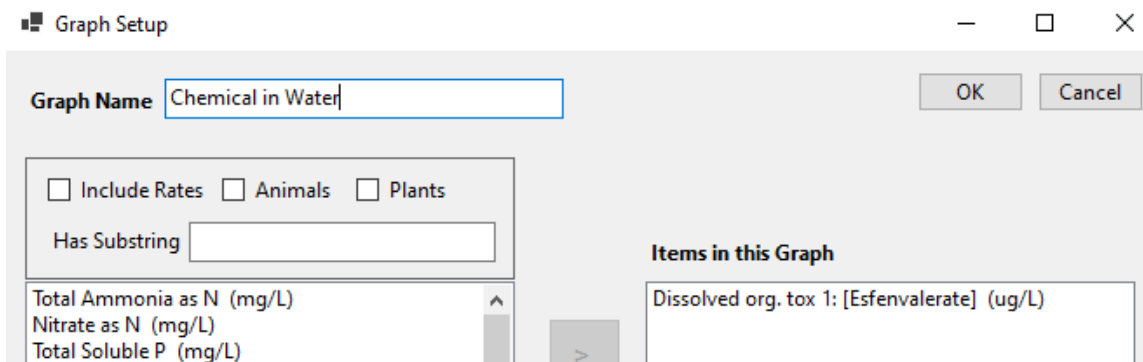 Graph Setup
Graph Name Chemical in Water
OK Cancel
Include Rates Animals Plants
Has Substring
Items in this Graph
Total Ammonia as N (mg/L)
Nitrate as N (mg/L)
Total Soluble P (mg/L)
>
Dissolved org. tox 1: [Esfenvalerate] (ug/L)